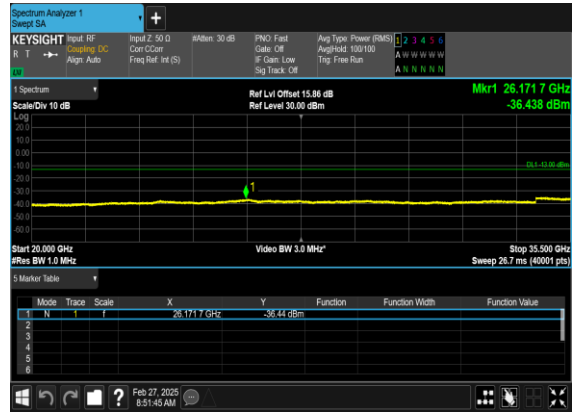 Spectrum Analyzer 1
Swept SA
+
KEYSIGHT
R T
Input: RF
Coupling: DC
Align: Auto
Input Z: 50 Ω
Corr CCorr
Freq Ref: Int (S)
#Atten: 30 dB
PNO: Fast
Gate: Off
IF Gain: Low
Sig Track: Off
Avg Type: Power (RMS)
Avg|Hold: 100/100
Trig: Free Run
1 2 3 4 5 6
A W W W W W
A N N N N N
1 Spectrum
Scale/Div 10 dB
Ref Lvl Offset 15.86 dB
Ref Level 30.00 dBm
Mkr1 26.171 7 GHz
-36.438 dBm
Log
20.0
10.0
0.00
-10.0
-20.0
-30.0
-40.0
-50.0
-60.0
DL1 -13.00 dBm
1
Start 20.000 GHz
#Res BW 1.0 MHz
Video BW 3.0 MHz*
Stop 35.500 GHz
Sweep 26.7 ms (40001 pts)
5 Marker Table
Mode Trace Scale X Y Function Function Width Function Value
1 N 1 f 26.171 7 GHz -36.44 dBm
2
3
4
5
6
?
Feb 27, 2025
8:51:45 AM